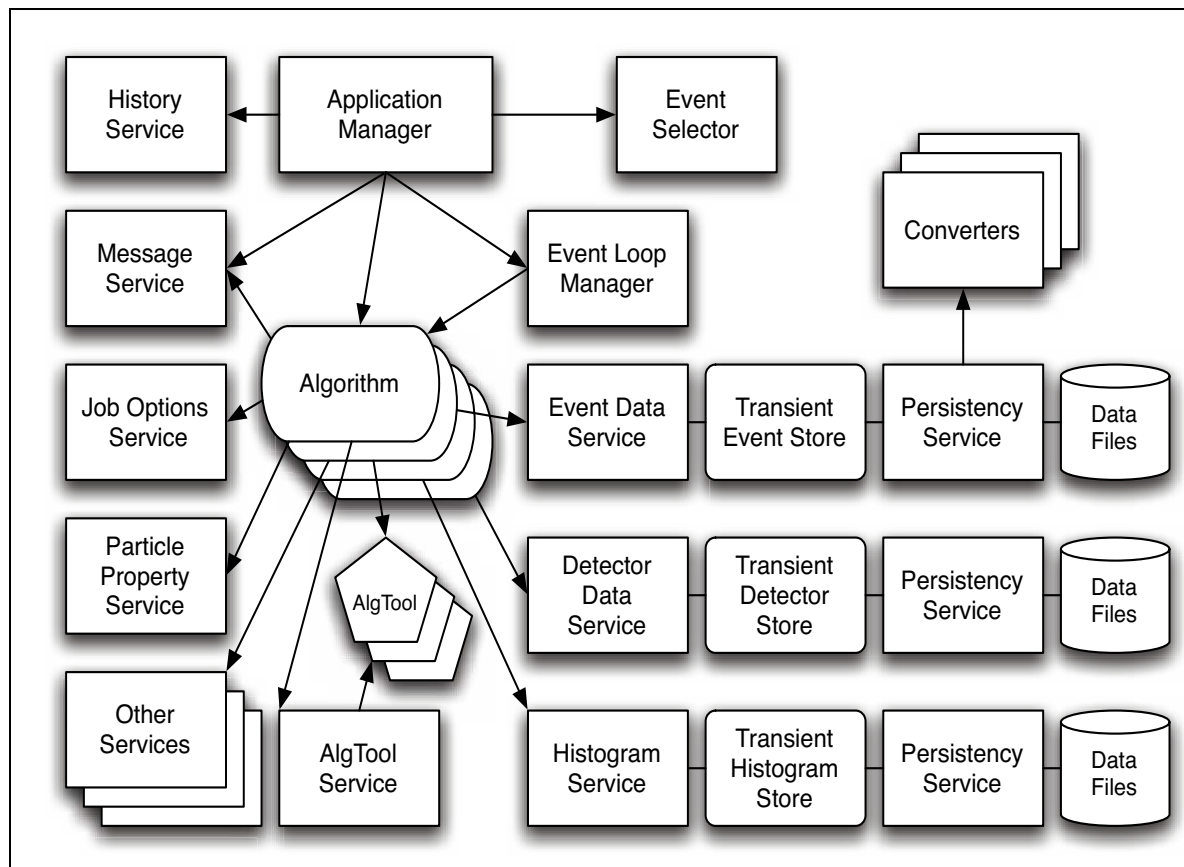 History
Service
Application
Manager
Event
Selector
Converters
Message
Service
Event Loop
Manager
Algorithm
Job Options
Service
Event Data
Service
Transient
Event Store
Persistency
Service
Data
Files
Particle
Property
Service
AlgTool
Detector
Data
Service
Transient
Detector
Store
Persistency
Service
Data
Files
Other
Services
AlgTool
Service
Histogram
Service
Transient
Histogram
Store
Persistency
Service
Data
Files